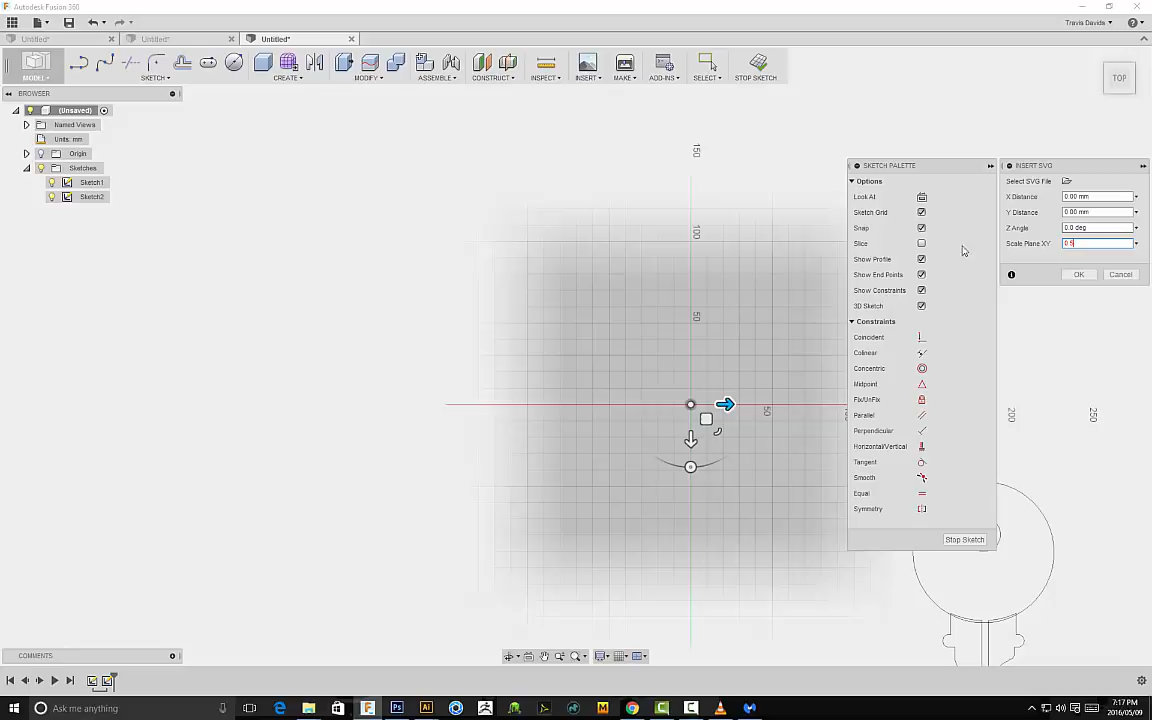 Autodesk Fusion 360
Travis Davids
Untitled*
Untitled*
Untitled*
MODEL
SKETCH
CREATE
MODIFY
ASSEMBLE
CONSTRUCT
INSPECT
INSERT
MAKE
ADD-INS
SELECT
STOP SKETCH
BROWSER
TOP
(Unsaved)
Named Views
Units: mm
Origin
Sketches
Sketch1
Sketch2
150
100
50
50
200
250
SKETCH PALETTE
Options
Look At
Sketch Grid
Snap
Slice
Show Profile
Show End Points
Show Constraints
3D Sketch
Constraints
Coincident
Colinear
Concentric
Midpoint
Fix/UnFix
Parallel
Perpendicular
Horizontal/Vertical
Tangent
Smooth
Equal
Symmetry
Stop Sketch
INSERT SVG
Select SVG File
X Distance 0.00 mm
Y Distance 0.00 mm
Z Angle 0.0 deg
Scale Plane XY 0.5
OK Cancel
COMMENTS
Ask me anything
7:17 PM
2016/05/09